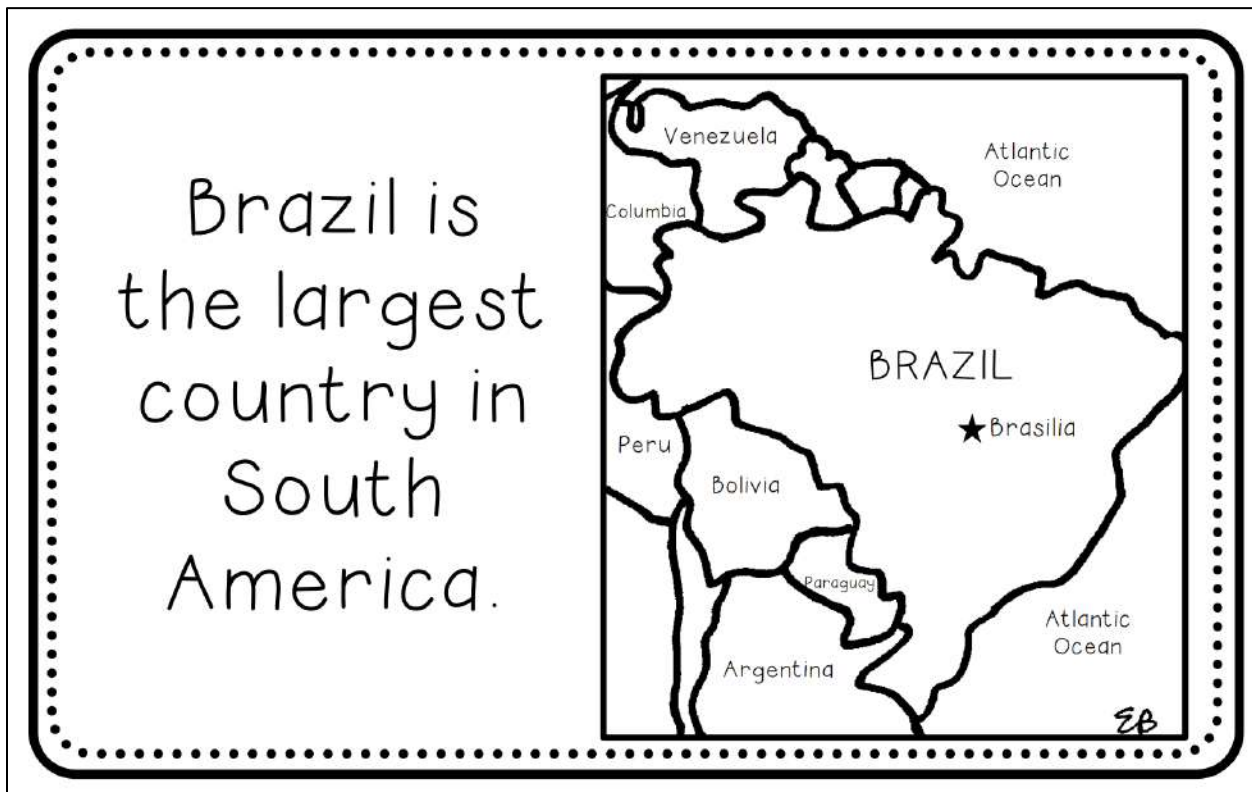 Brazil is
the largest
country in
South
America.
Venezuela
Atlantic
Ocean
Columbia
BRAZIL
★Brasilia
Peru
Bolivia
Paraguay
Atlantic
Ocean
Argentina
EB